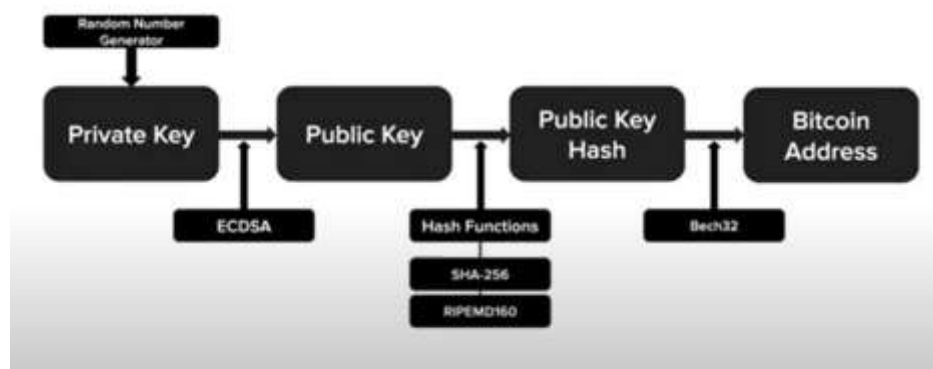 Random Number
Generator
Private Key
Public Key
Public Key
Hash
Bitcoin
Address
ECDSA
Hash Functions
Bech32
SHA-256
RIPEMD160